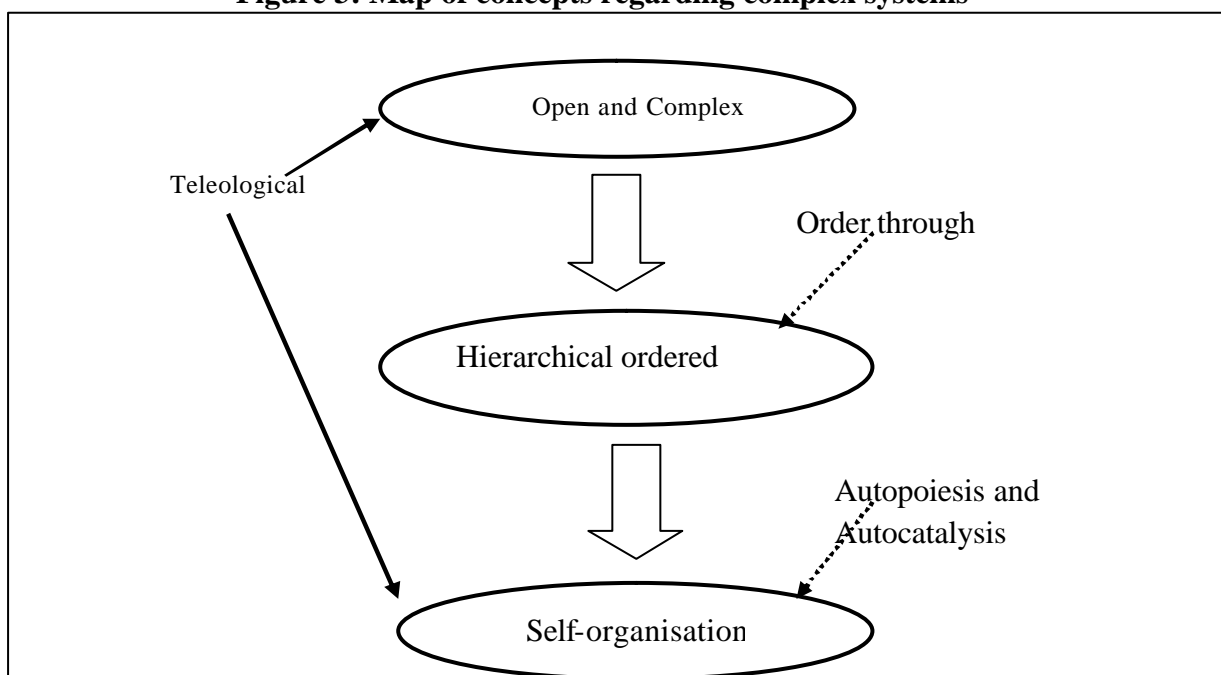 Figure 3: Map of concepts regarding complex systems
Open and Complex
Teleological
Order through
Hierarchical ordered
Autopoiesis and
Autocatalysis
Self-organisation